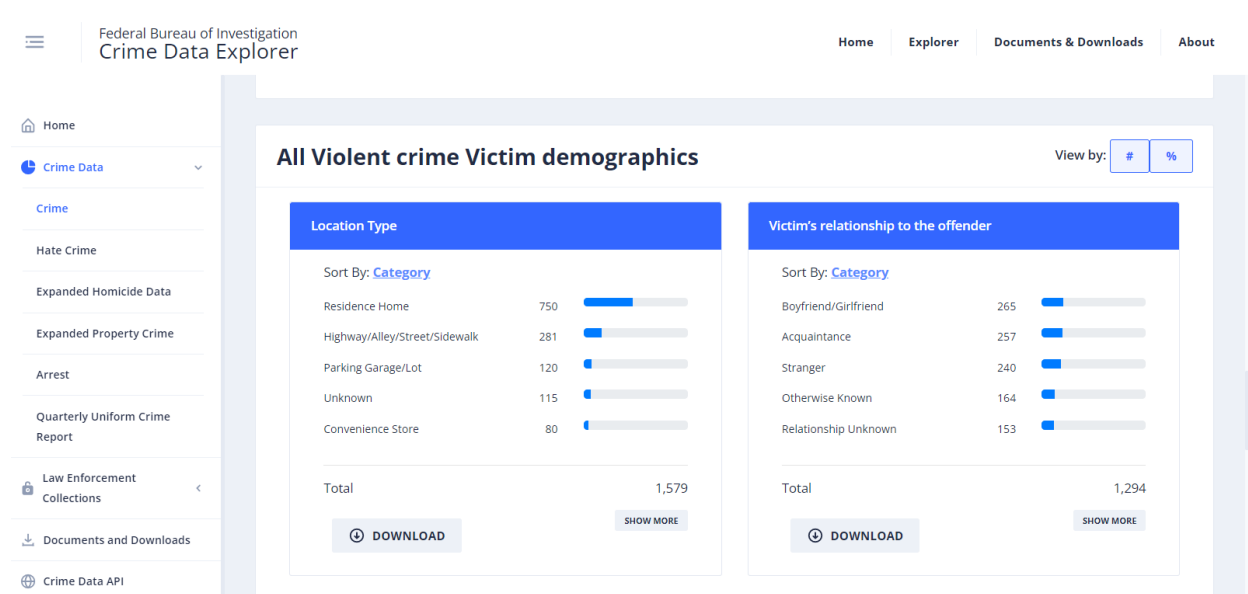 Federal Bureau of Investigation
Crime Data Explorer
Home
Explorer
Documents & Downloads
About
Home
Crime Data
Crime
Hate Crime
Expanded Homicide Data
Expanded Property Crime
Arrest
Quarterly Uniform Crime
Report
Law Enforcement
Collections
Documents and Downloads
Crime Data API
All Violent crime Victim demographics
View by: # %
Location Type
Sort By: Category
Residence Home 750
Highway/Alley/Street/Sidewalk 281
Parking Garage/Lot 120
Unknown 115
Convenience Store 80
Total 1,579
SHOW MORE
DOWNLOAD
Victim's relationship to the offender
Sort By: Category
Boyfriend/Girlfriend 265
Acquaintance 257
Stranger 240
Otherwise Known 164
Relationship Unknown 153
Total 1,294
SHOW MORE
DOWNLOAD